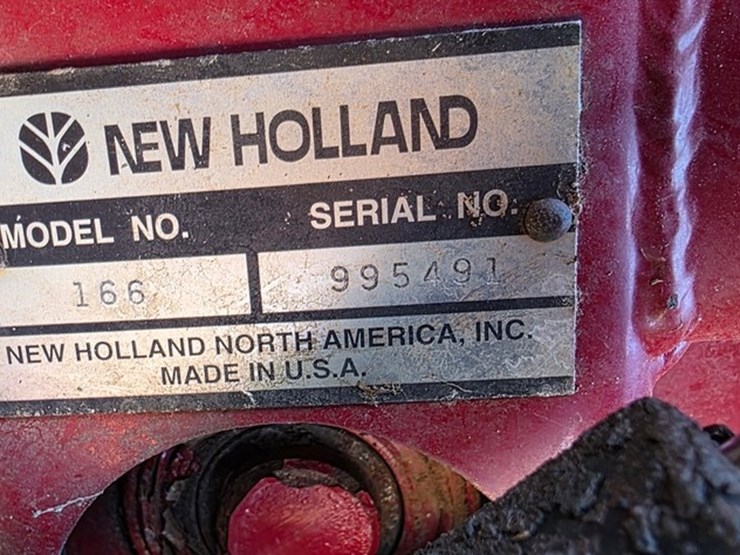 NEW HOLLAND
MODEL NO. SERIAL NO.
166 995491
NEW HOLLAND NORTH AMERICA, INC.
MADE IN U.S.A.